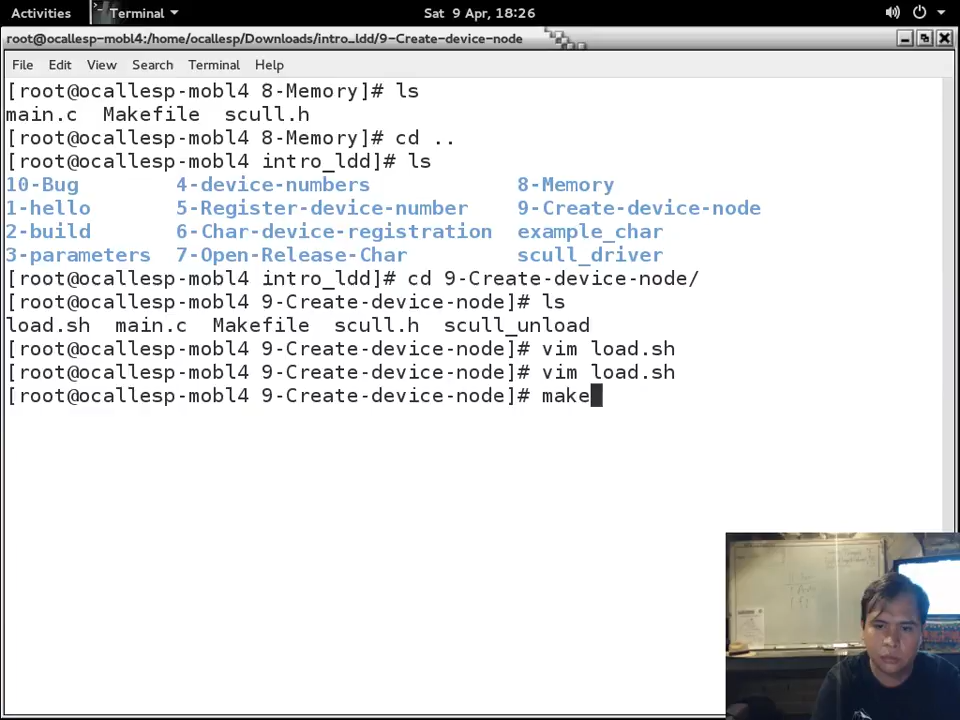 Activities Terminal Sat 9 Apr, 18:26
root@ocallesp-mobl4:/home/ocallesp/Downloads/intro_ldd/9-Create-device-node
File Edit View Search Terminal Help
[root@ocallesp-mobl4 8-Memory]# ls
main.c Makefile scull.h
[root@ocallesp-mobl4 8-Memory]# cd ..
[root@ocallesp-mobl4 intro_ldd]# ls
10-Bug 4-device-numbers 8-Memory
1-hello 5-Register-device-number 9-Create-device-node
2-build 6-Char-device-registration example_char
3-parameters 7-Open-Release-Char scull_driver
[root@ocallesp-mobl4 intro_ldd]# cd 9-Create-device-node/
[root@ocallesp-mobl4 9-Create-device-node]# ls
load.sh main.c Makefile scull.h scull_unload
[root@ocallesp-mobl4 9-Create-device-node]# vim load.sh
[root@ocallesp-mobl4 9-Create-device-node]# vim load.sh
[root@ocallesp-mobl4 9-Create-device-node]# make